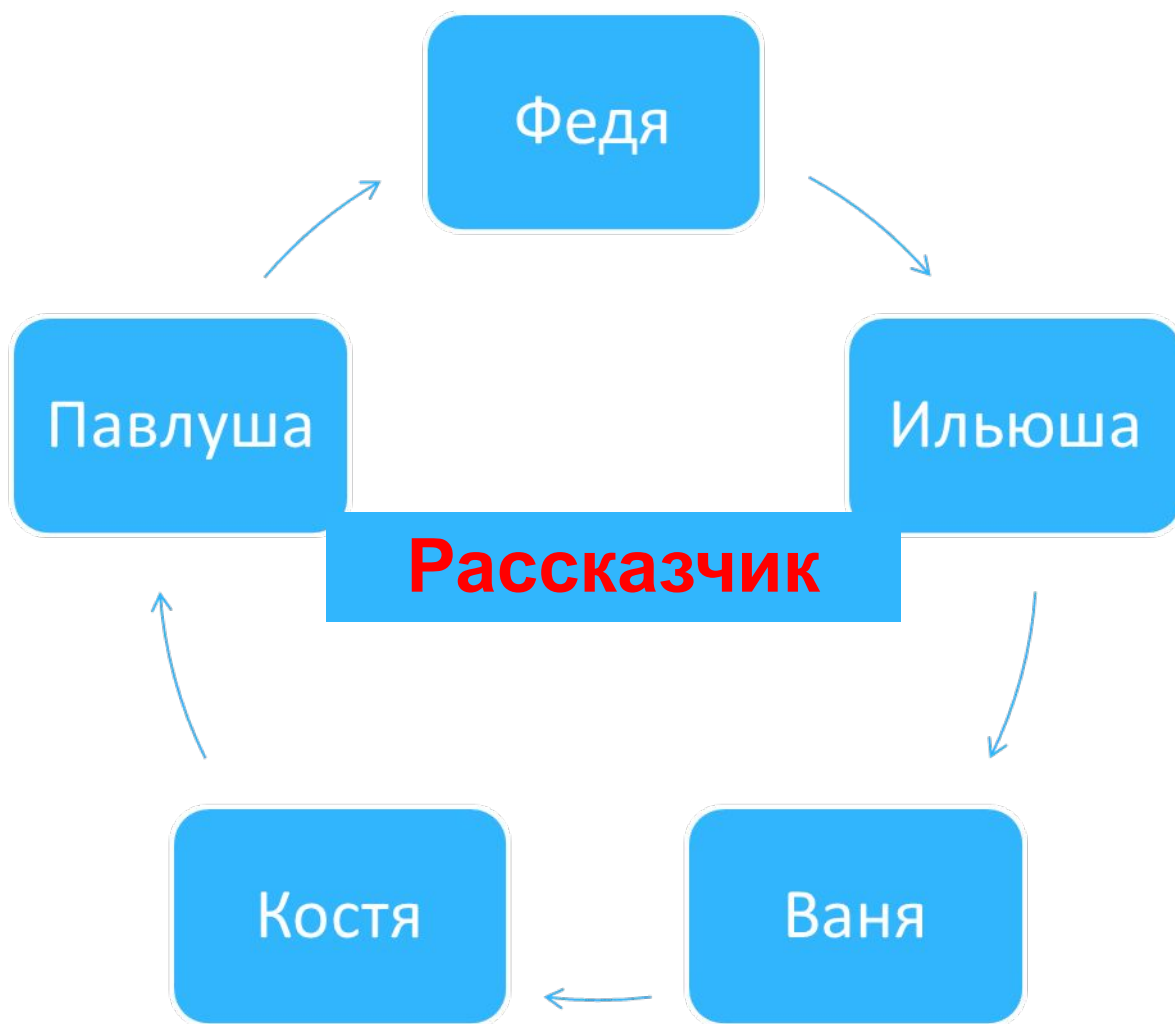 Федя
Павлуша
Ильюша
Рассказчик
Костя
Ваня